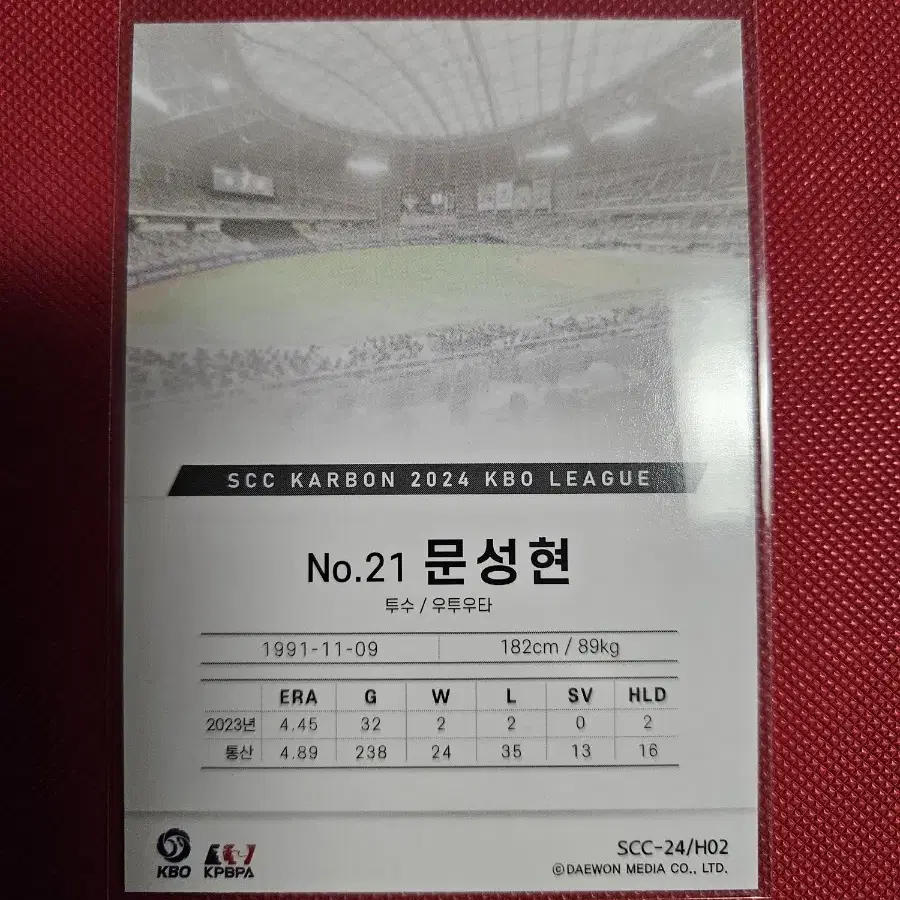 SCC KARBON 2024 KBO LEAGUE
No.21 문성현
투수 / 우투우타
1991-11-09 182cm / 89kg
ERA G W L SV HLD
2023년 4.45 32 2 2 0 2
통산 4.89 238 24 35 13 16
SCC-24/H02
KBO KPBPA
©DAEWON MEDIA CO., LTD.